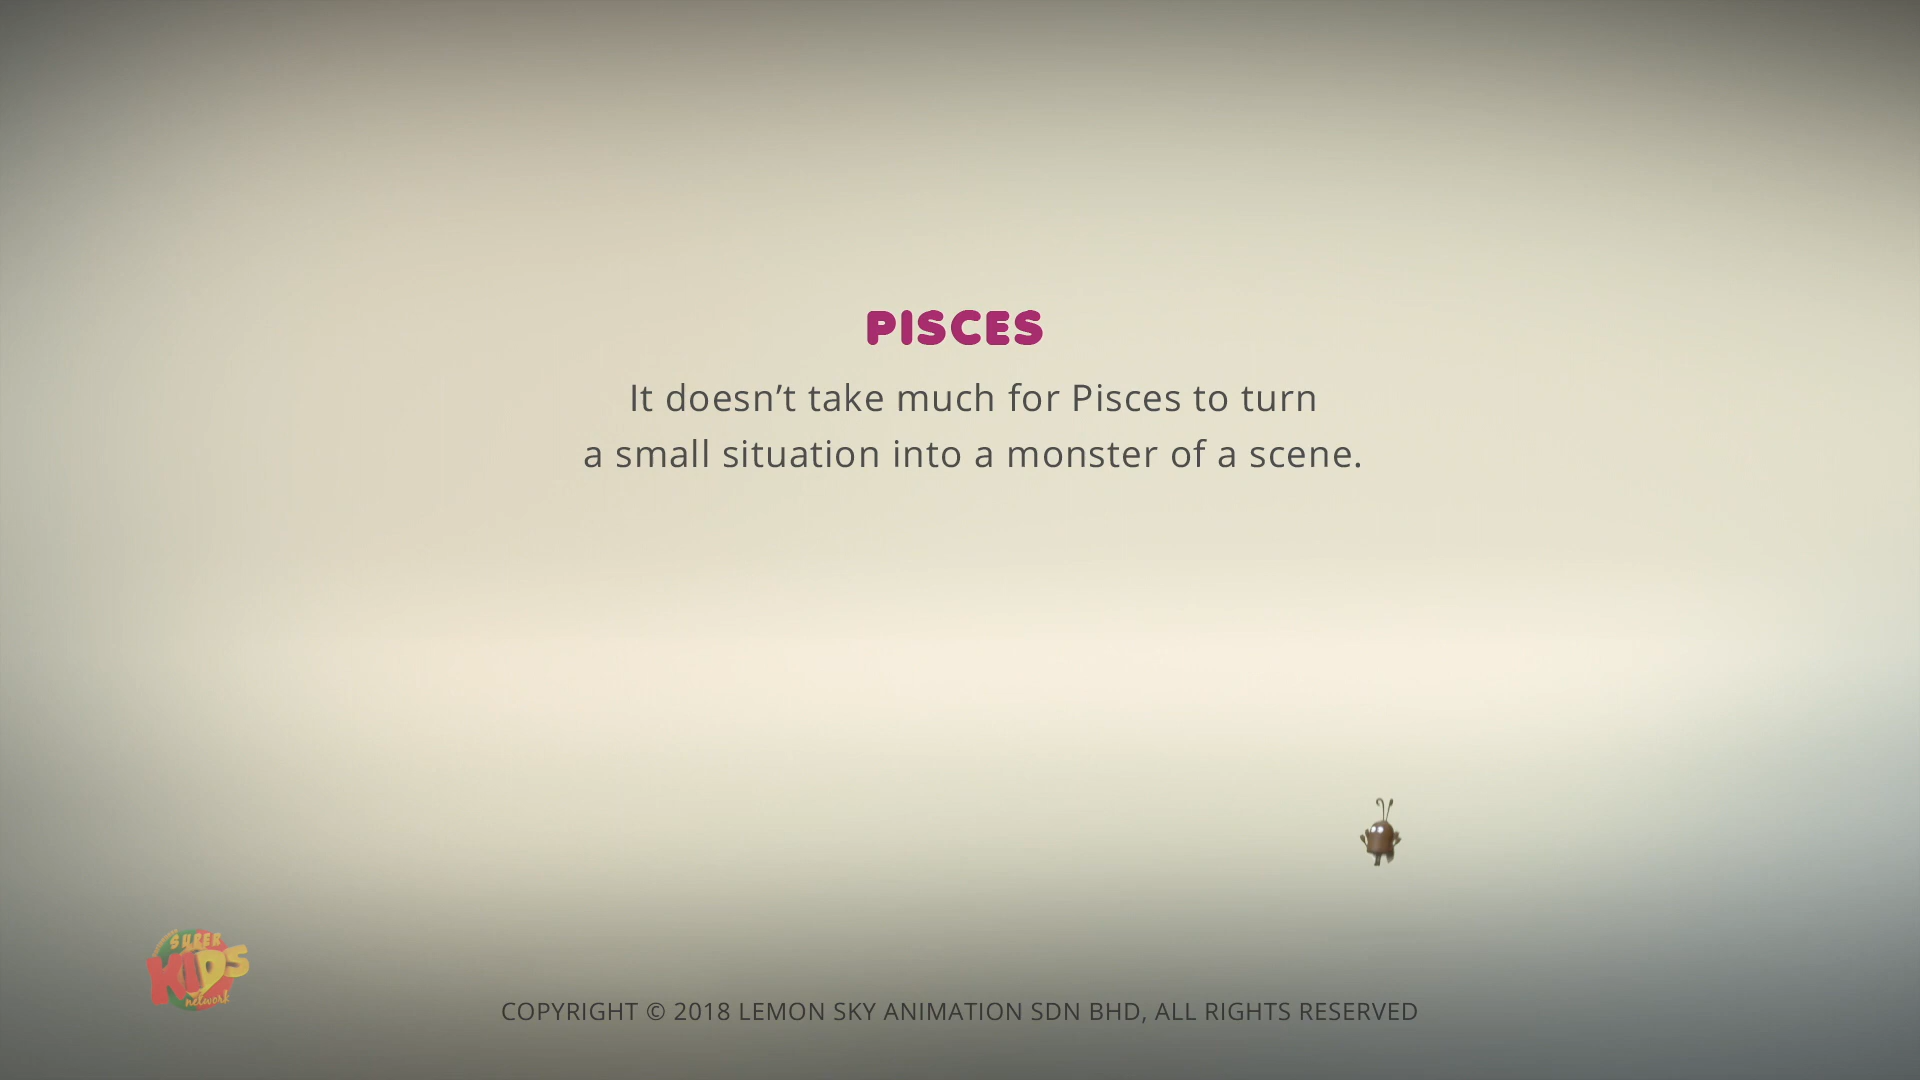 PISCES
It doesn’t take much for Pisces to turn
a small situation into a monster of a scene.
SUPER
KIDS
network
COPYRIGHT © 2018 LEMON SKY ANIMATION SDN BHD, ALL RIGHTS RESERVED